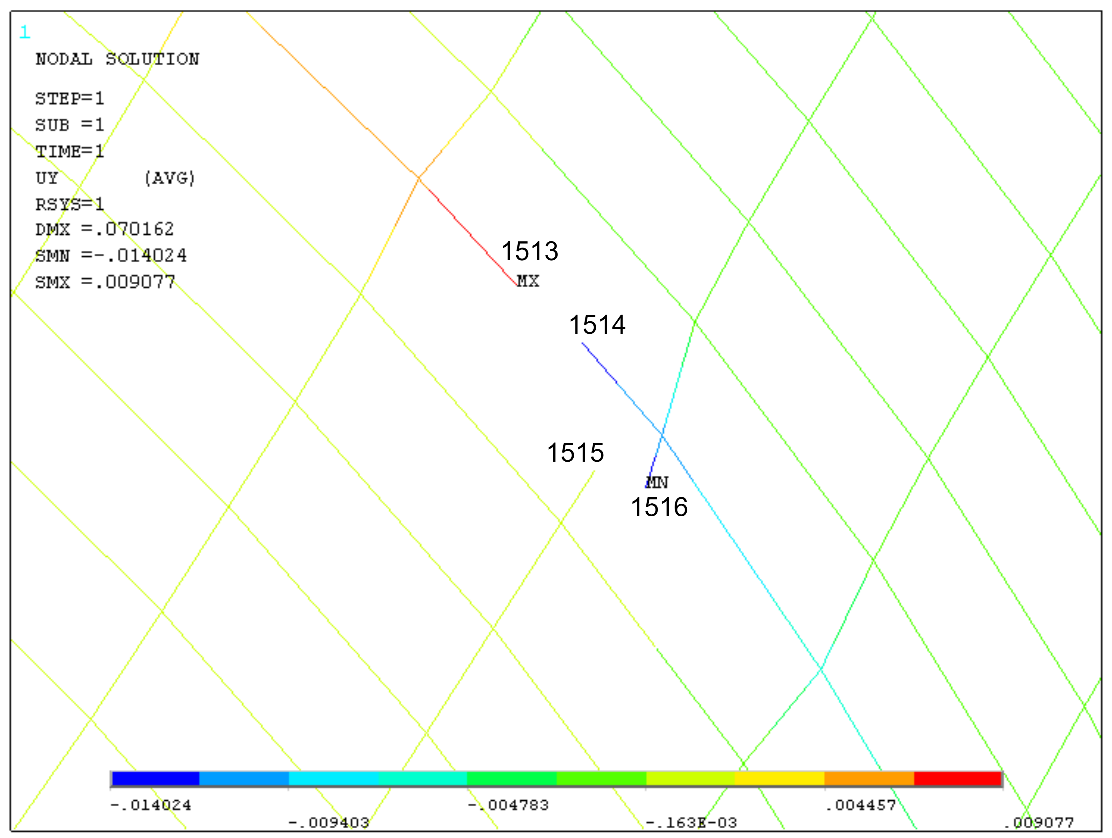 1
NODAL SOLUTION
STEP=1
SUB =1
TIME=1
UY (AVG)
RSYS=1
DMX =.070162
SMN =-.014024
SMX =.009077
1513
MX
1514
1515
MN
1516
-.014024 -.004783 .004457
-.009403 -.163E-03 .009077